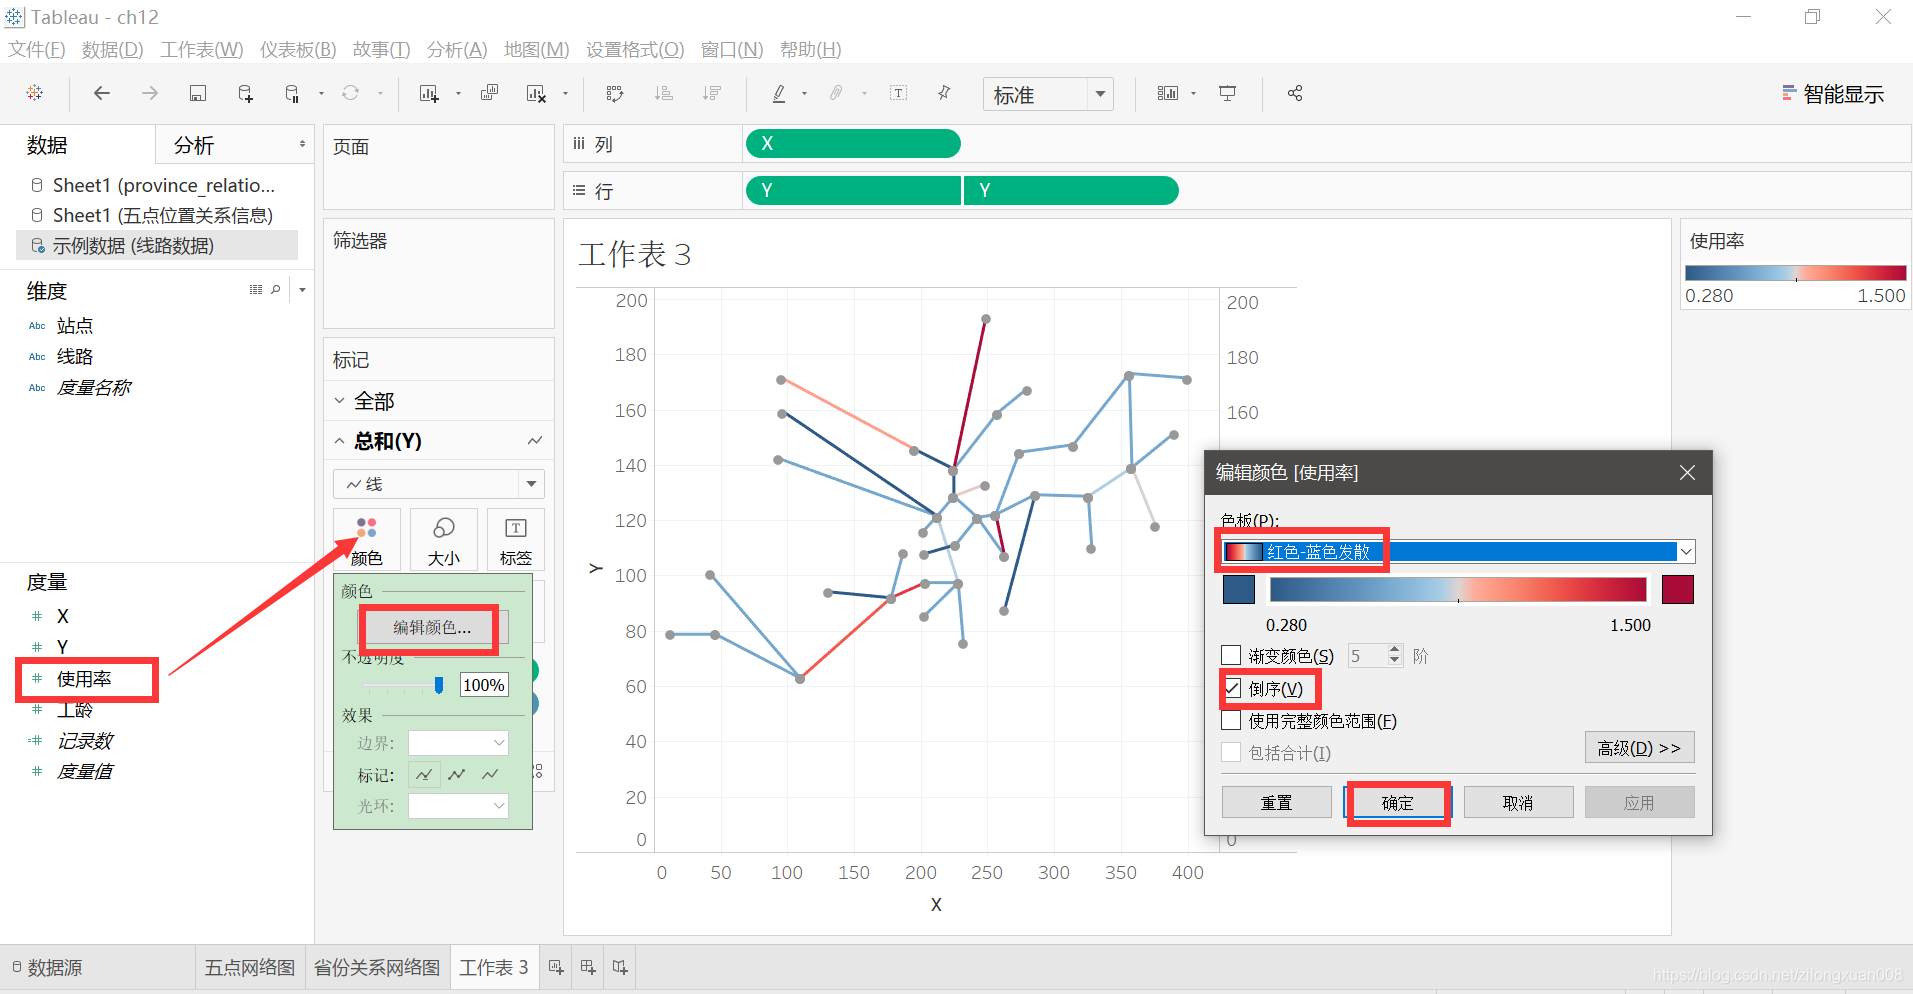 Tableau - ch12
文件(F) 数据(D) 工作表(W) 仪表板(B) 故事(T) 分析(A) 地图(M) 设置格式(O) 窗口(N) 帮助(H)
标准
智能显示
数据
分析
Sheet1 (province_relatio...
Sheet1 (五点位置关系信息)
示例数据 (线路数据)
维度
Abc 站点
Abc 线路
Abc 度量名称
度量
# X
# Y
# 使用率
# 工龄
=# 记录数
# 度量值
页面
筛选器
标记
全部
总和(Y)
线
颜色
大小
标签
颜色
编辑颜色...
不透明度
100%
效果
边界:
标记:
光环:
列
X
行
Y
Y
工作表 3
200
180
160
140
120
100
80
60
40
20
0
Y
200
180
160
0
0
50
100
150
200
250
300
350
400
X
使用率
0.280
1.500
编辑颜色 [使用率]
色板(P):
红色-蓝色发散
0.280
1.500
渐变颜色(S)
5
阶
倒序(V)
使用完整颜色范围(F)
包括合计(I)
高级(D) >>
重置
确定
取消
应用
数据源
五点网络图
省份关系网络图
工作表 3
https://blog.csdn.net/zilongxuan008